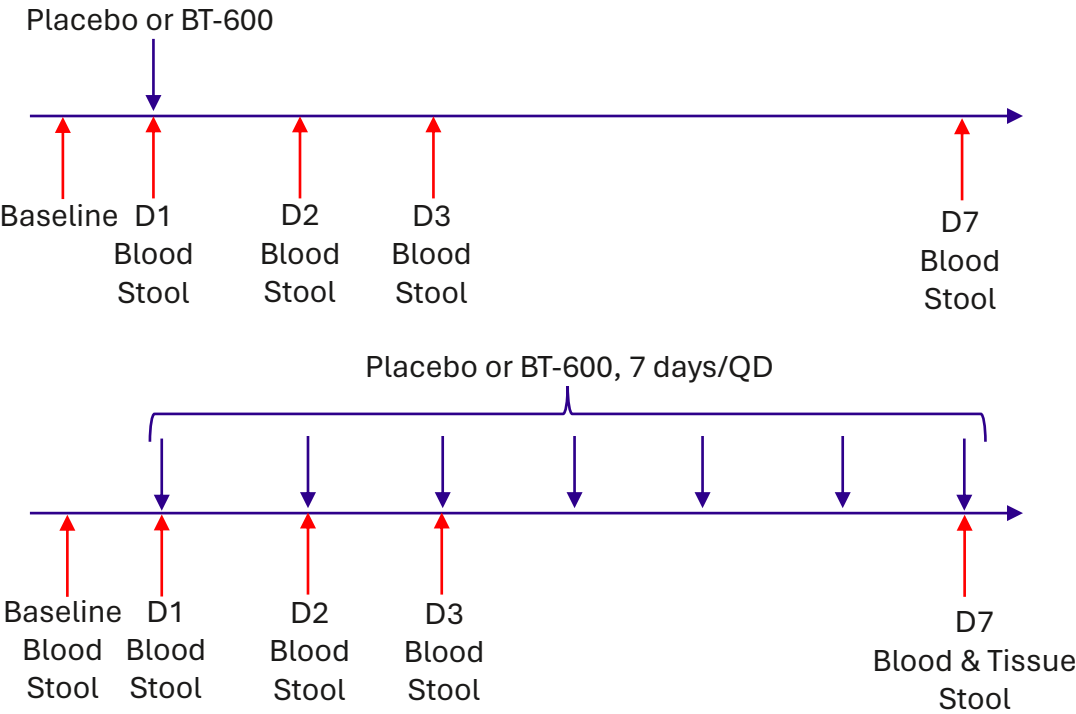 Placebo or BT-600
Baseline
D1
Blood
Stool
D2
Blood
Stool
D3
Blood
Stool
D7
Blood
Stool
Placebo or BT-600, 7 days/QD
Baseline
Blood
Stool
D1
Blood
Stool
D2
Blood
Stool
D3
Blood
Stool
D7
Blood & Tissue
Stool